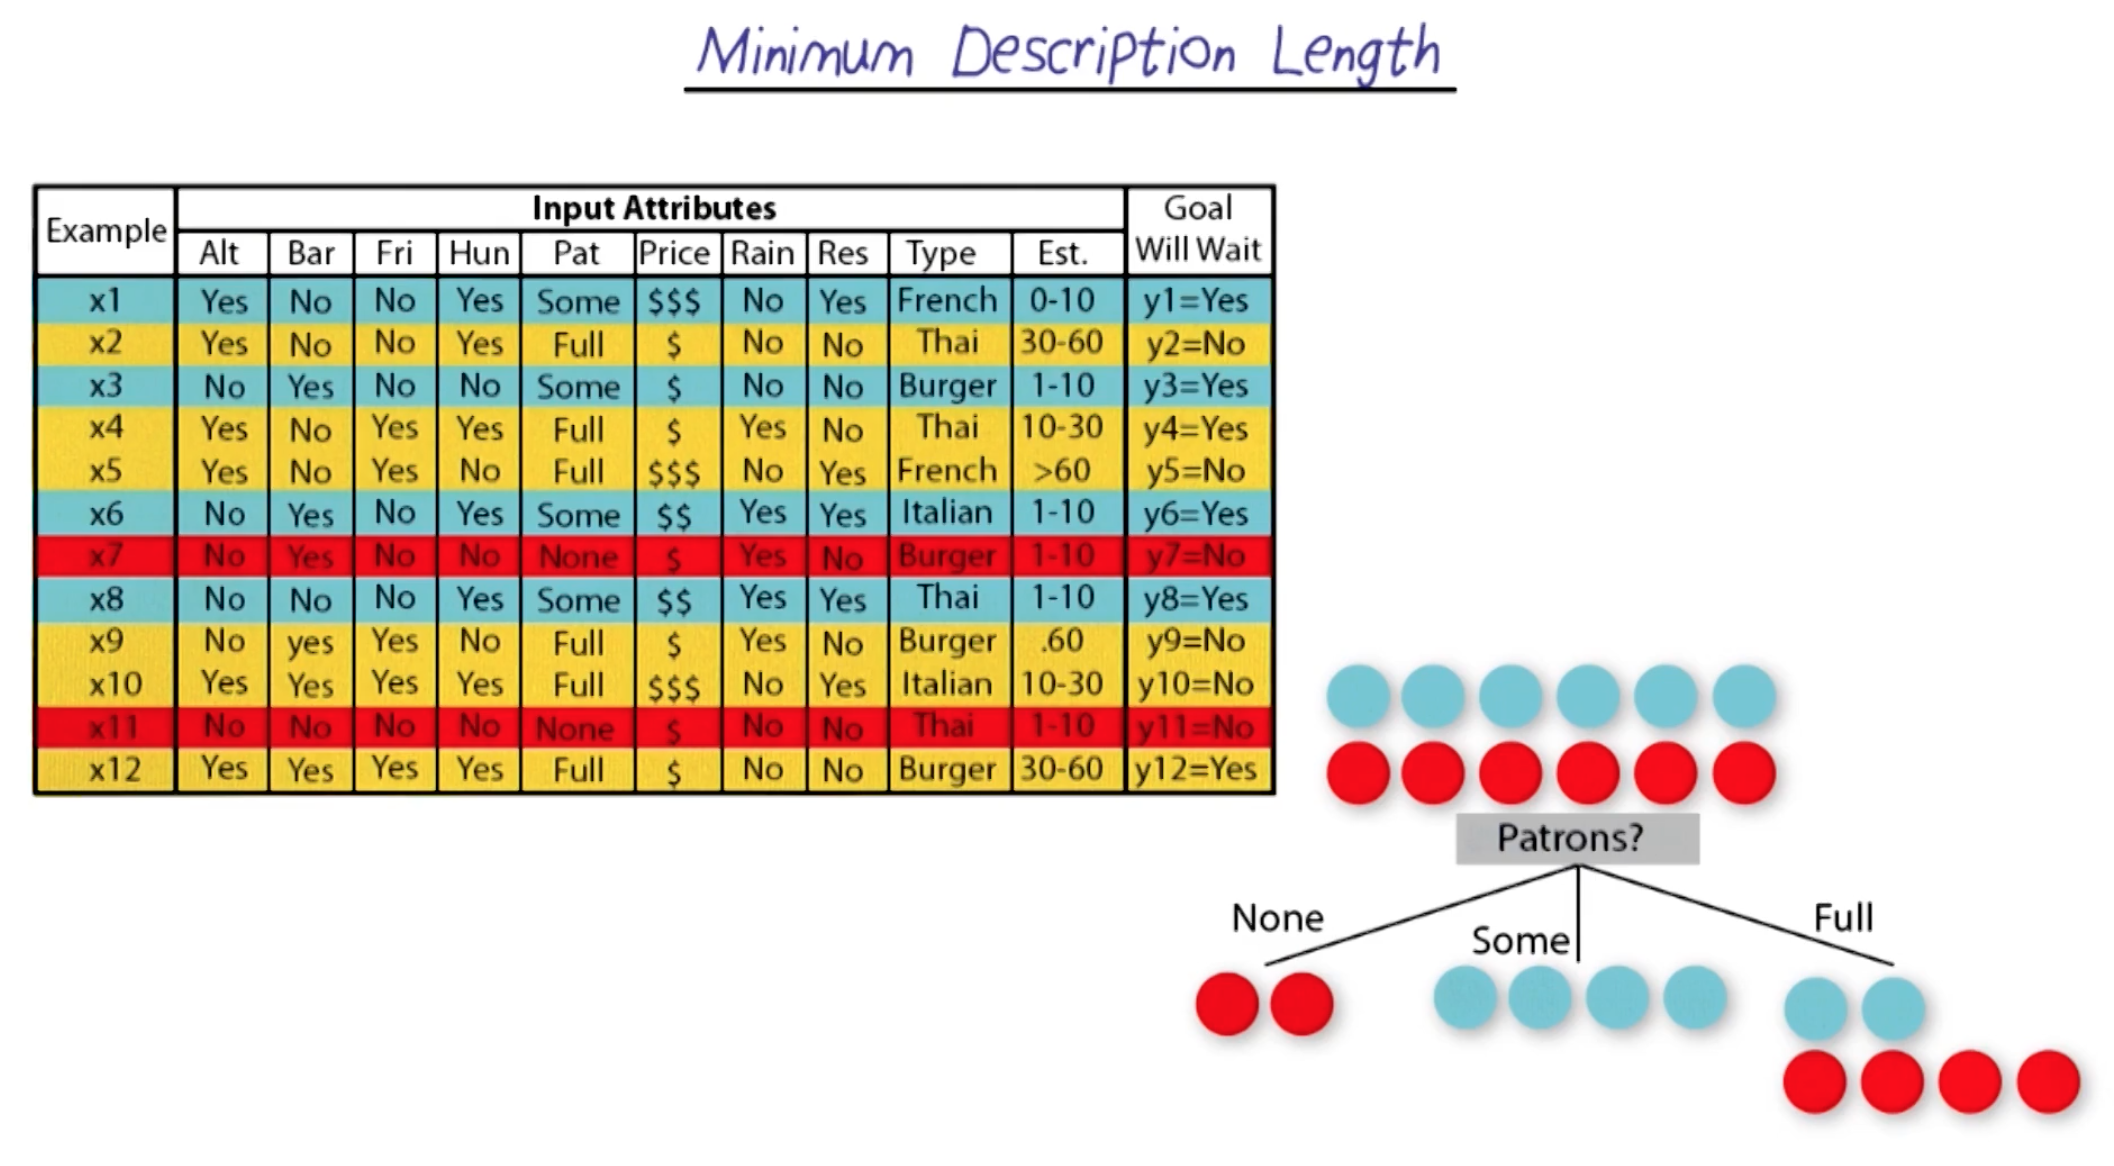 Minimum Description Length
Example Input Attributes Goal Will Wait
Alt Bar Fri Hun Pat Price Rain Res Type Est.
x1 Yes No No Yes Some $$$ No Yes French 0-10 y1=Yes
x2 Yes No No Yes Full $ No No Thai 30-60 y2=No
x3 No Yes No No Some $ No No Burger 1-10 y3=Yes
x4 Yes No Yes Yes Full $ Yes No Thai 10-30 y4=Yes
x5 Yes No Yes No Full $$$ No Yes French >60 y5=No
x6 No Yes No Yes Some $$ Yes Yes Italian 1-10 y6=Yes
x7 No Yes No No None $ Yes No Burger 1-10 y7=No
x8 No No No Yes Some $$ Yes Yes Thai 1-10 y8=Yes
x9 No yes Yes No Full $ Yes No Burger .60 y9=No
x10 Yes Yes Yes Yes Full $$$ No Yes Italian 10-30 y10=No
x11 No No No No None $ No No Thai 1-10 y11=No
x12 Yes Yes Yes Yes Full $ No No Burger 30-60 y12=Yes
Patrons?
None Some Full